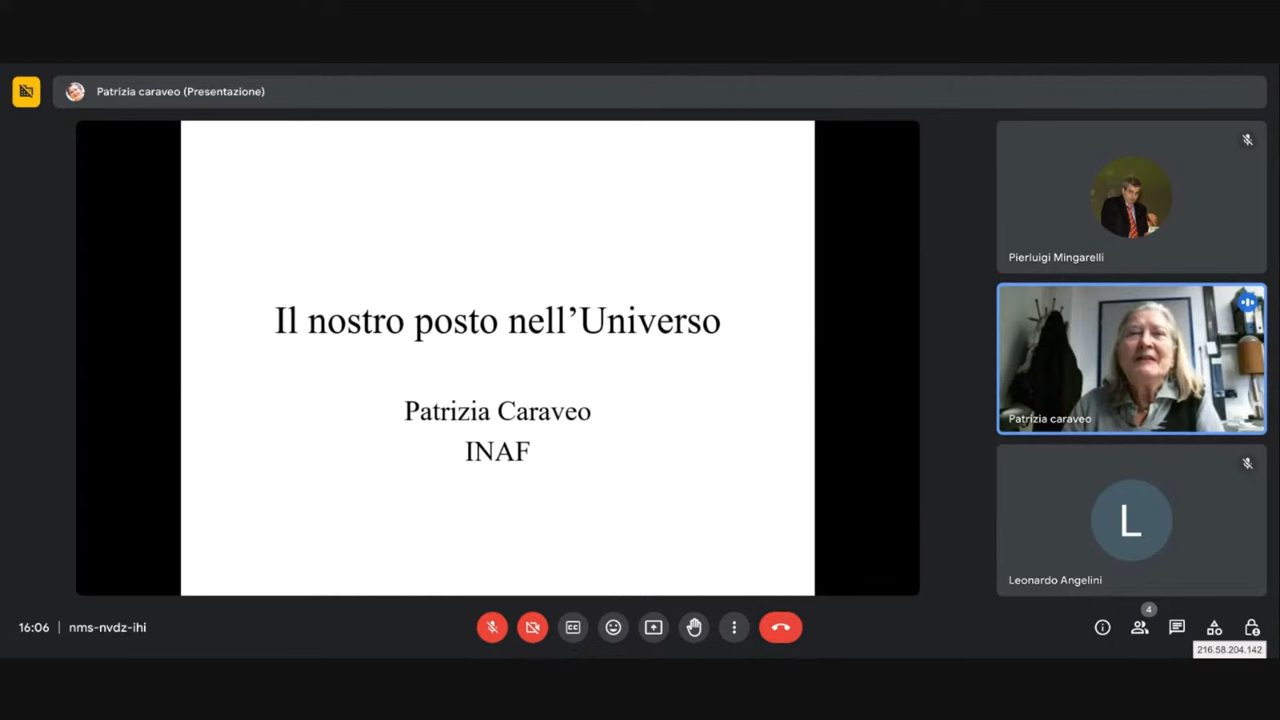 Patrizia caraveo (Presentazione)
Il nostro posto nell’Universo
Patrizia Caraveo
INAF
Pierluigi Mingarelli
Patrizia caraveo
L
Leonardo Angelini
16:06 | nms-nvdz-ihi
CC
4
216.58.204.142